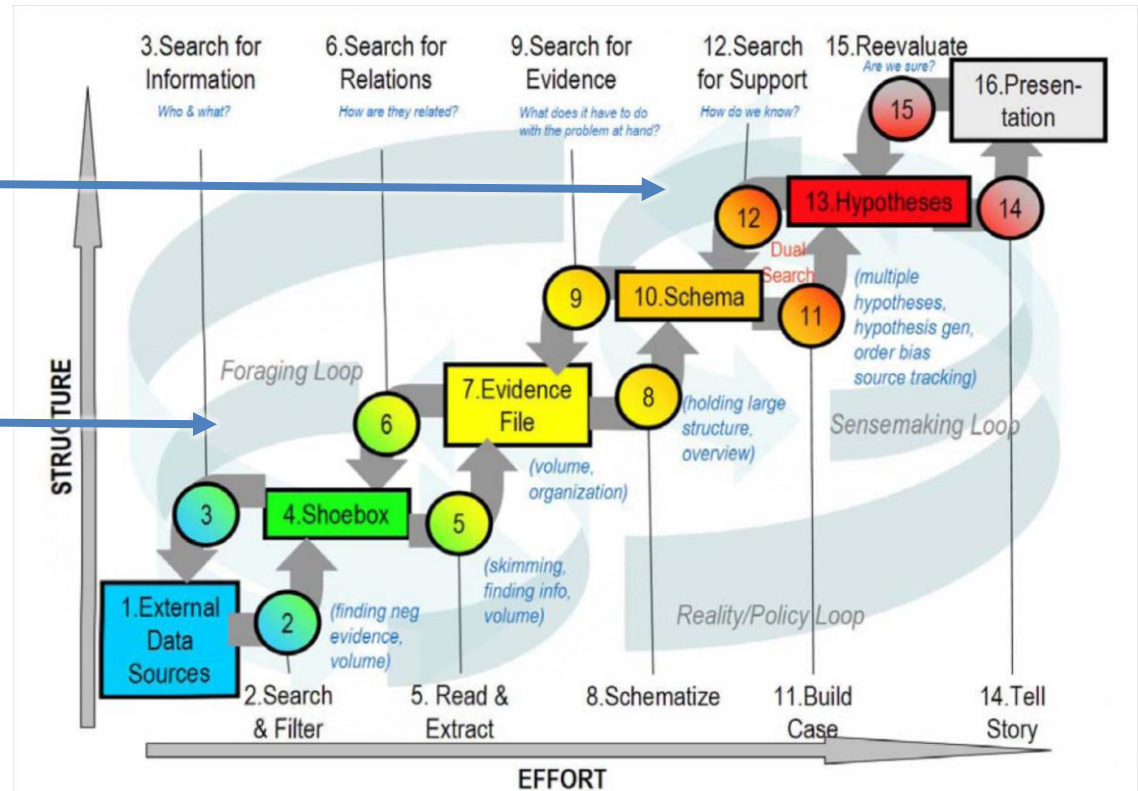 3.Search for
Information
Who & what?
6.Search for
Relations
How are they related?
9.Search for
Evidence
What does it have to do
with the problem at hand?
12.Search
for Support
How do we know?
15.Reevaluate
Are we sure?
16.Presen-
tation
15
12
13.Hypotheses
14
Dual
Search
9
10.Schema
11
(multiple
hypotheses,
hypothesis gen,
order bias
source tracking)
Foraging Loop
6
7.Evidence
File
8
(holding large
structure,
overview)
Sensemaking Loop
STRUCTURE
(volume,
organization)
3
4.Shoebox
5
(skimming,
finding info,
volume)
1.External
Data
Sources
2
(finding neg
evidence,
volume)
Reality/Policy Loop
2.Search
& Filter
5. Read &
Extract
8.Schematize
11.Build
Case
14.Tell
Story
EFFORT